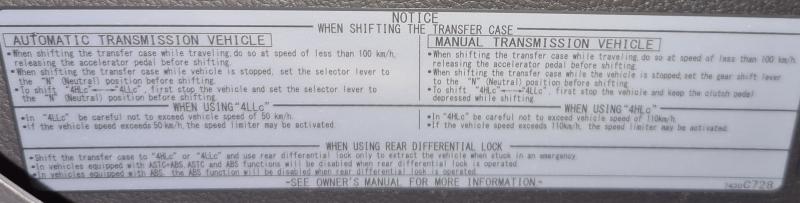 NOTICE
WHEN SHIFTING THE TRANSFER CASE
AUTOMATIC TRANSMISSION VEHICLE
•When shifting the transfer case while traveling,do so at speed of less than 100 km/h,
releasing the accelerator pedal before shifting.
•When shifting the transfer case while vehicle is stopped, set the selector lever to
the "N" (Neutral) position before shifting.
•To shift "4HLc"←→"4LLc", first stop the vehicle and set the selector lever to
the "N" (Neutral) position before shifting.
MANUAL TRANSMISSION VEHICLE
•When shifting the transfer case while traveling,do so at speed of less than 100 km/h
releasing the accelerator pedal before shifting.
•When shifting the transfer case while the vehicle is stopped,set the gear shift lever
to the "N" (Neutral) position before shifting.
•To shift "4HLc"←→"4LLc", first stop the vehicle and keep the clutch pedal
depressed while shifting.
WHEN USING"4LLc"
•In "4LLc" be careful not to exceed vehicle speed of 50 km/h.
•If the vehicle speed exceeds 50km/h,the speed limiter may be activated.
WHEN USING"4HLc"
•In "4HLc" be careful not to exceed vehicle speed of 110km/h.
•If the vehicle speed exceeds 110km/h, the speed limiter may be activated.
WHEN USING REAR DIFFERENTIAL LOCK
•Shift the transfer case to "4HLc" or "4LLc" and use rear differential lock only to extract the vehicle when stuck in an emergency.
•In vehicles equipped with ASTC+ABS,ASTC and ABS functions will be disabled when rear differential lock is operated.
•In vehicles equipped with ABS, the ABS function will be disabled when rear differential lock is operated.
-SEE OWNER'S MANUAL FOR MORE INFORMATION-
7430C728